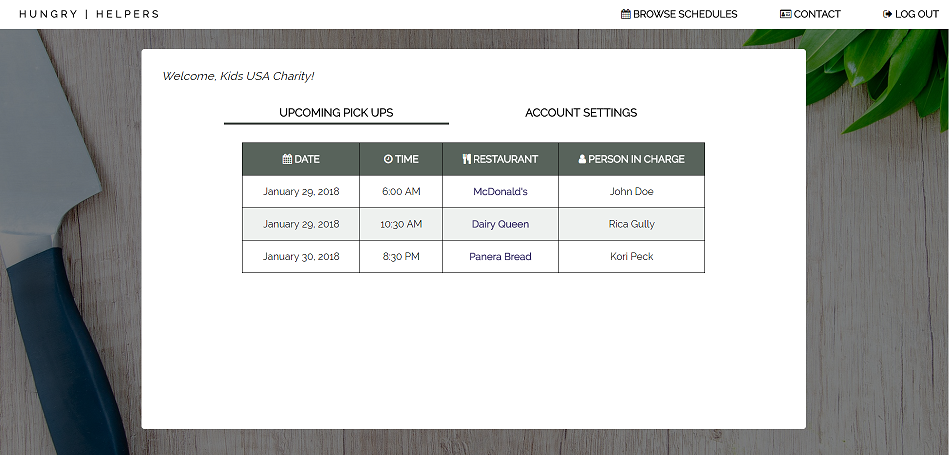 HUNGRY | HELPERS BROWSE SCHEDULES CONTACT LOG OUT
Welcome, Kids USA Charity!
UPCOMING PICK UPS ACCOUNT SETTINGS
DATE TIME RESTAURANT PERSON IN CHARGE
January 29, 2018 6:00 AM McDonald's John Doe
January 29, 2018 10:30 AM Dairy Queen Rica Gully
January 30, 2018 8:30 PM Panera Bread Kori Peck